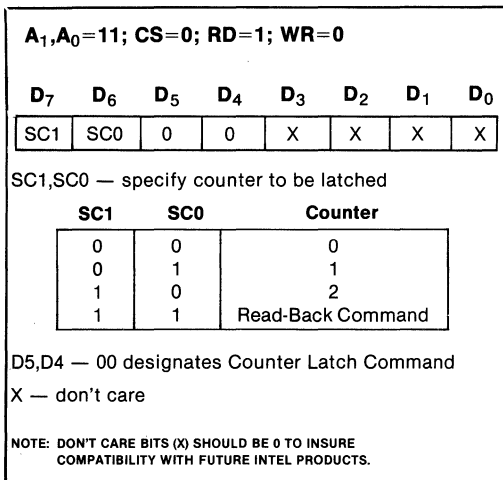 A₁,A₀=11; CS=0; RD=1; WR=0
D₇ D₆ D₅ D₄ D₃ D₂ D₁ D₀
SC1 SC0 0 0 X X X X
SC1,SC0 — specify counter to be latched
SC1 SC0 Counter
0 0 0
0 1 1
1 0 2
1 1 Read-Back Command
D5,D4 — 00 designates Counter Latch Command
X — don't care
NOTE: DON'T CARE BITS (X) SHOULD BE 0 TO INSURE
COMPATIBILITY WITH FUTURE INTEL PRODUCTS.